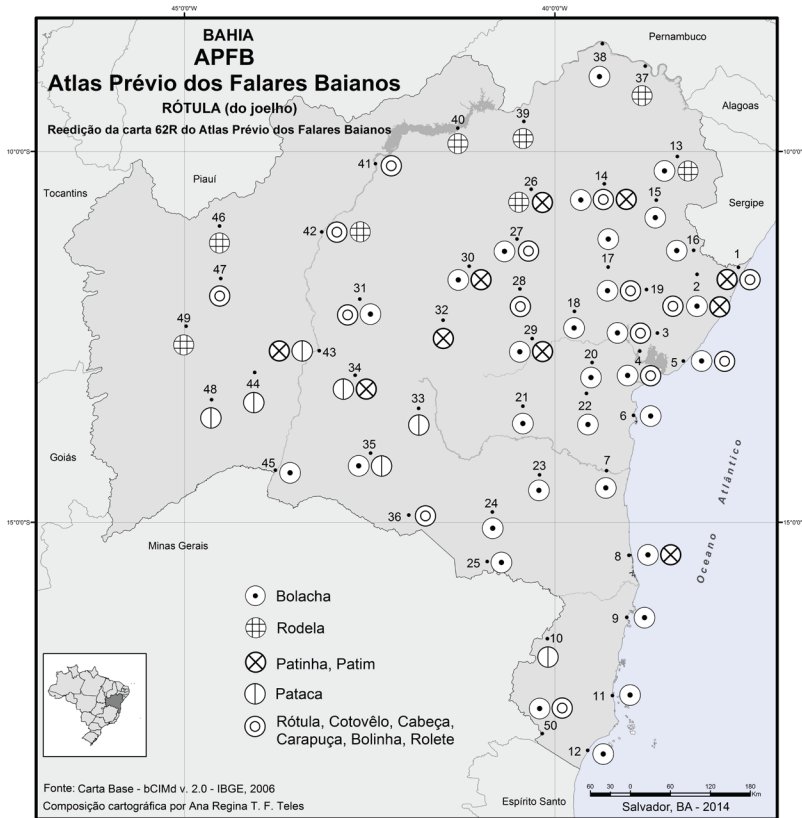 45°0'0"W
40°0'0"W
BAHIA
APFB
Atlas Prévio dos Falares Baianos
RÓTULA (do joelho)
Reedição da carta 62R do Atlas Prévio dos Falares Baianos
Pernambuco
Alagoas
Sergipe
Piauí
Tocantins
Goiás
Minas Gerais
Espírito Santo
Oceano Atlântico
10°0'0"S
10°0'0"S
15°0'0"S
15°0'0"S
38
37
39
40
13
41
26
14
15
46
42
27
16
1
30
17
47
28
19
2
31
32
18
49
29
3
43
4
5
34
20
44
48
33
21
22
6
35
45
23
7
24
36
25
8
9
10
11
50
12
Bolacha
Rodela
Patinha, Patim
Pataca
Rótula, Cotovêlo, Cabeça,
Carapuça, Bolinha, Rolete
Fonte: Carta Base - bCIMd v. 2.0 - IBGE, 2006
Composição cartográfica por Ana Regina T. F. Teles
60 30 0 60 120 180
Km
Salvador, BA - 2014